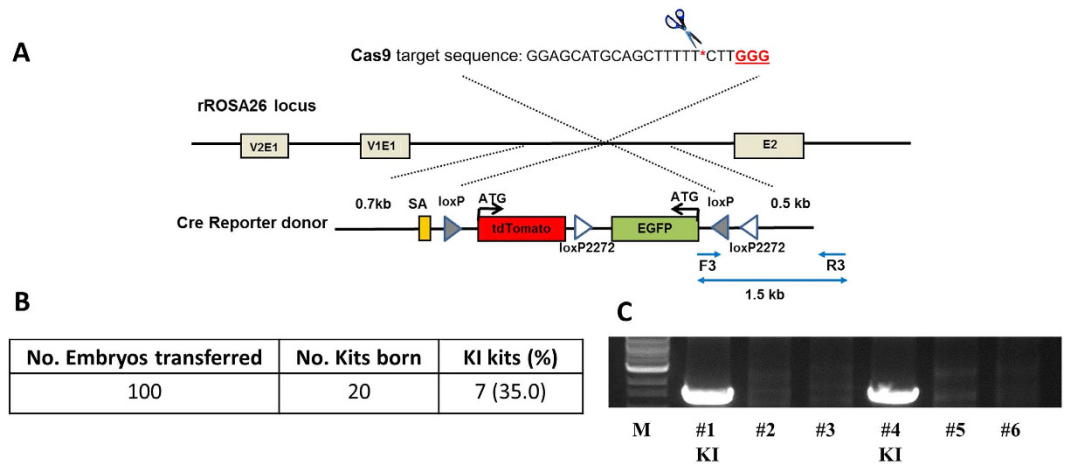 A
Cas9 target sequence: GGAGCATGCAGCTTTTT*CTTGGG
rROSA26 locus
V2E1 V1E1 E2
0.7kb SA loxP ATG ATG loxP 0.5 kb
Cre Reporter donor tdTomato EGFP
loxP2272 loxP2272
F3 R3
1.5 kb
B
No. Embryos transferred No. Kits born KI kits (%)
100 20 7 (35.0)
C
M #1 #2 #3 #4 #5 #6
KI KI